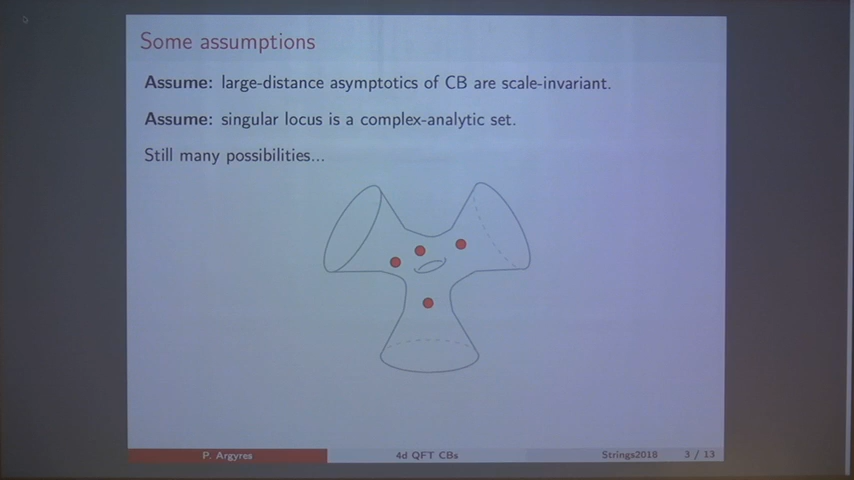 Some assumptions
Assume: large-distance asymptotics of CB are scale-invariant.
Assume: singular locus is a complex-analytic set.
Still many possibilities...
P. Argyres
4d QFT CBs
Strings2018
3 / 13